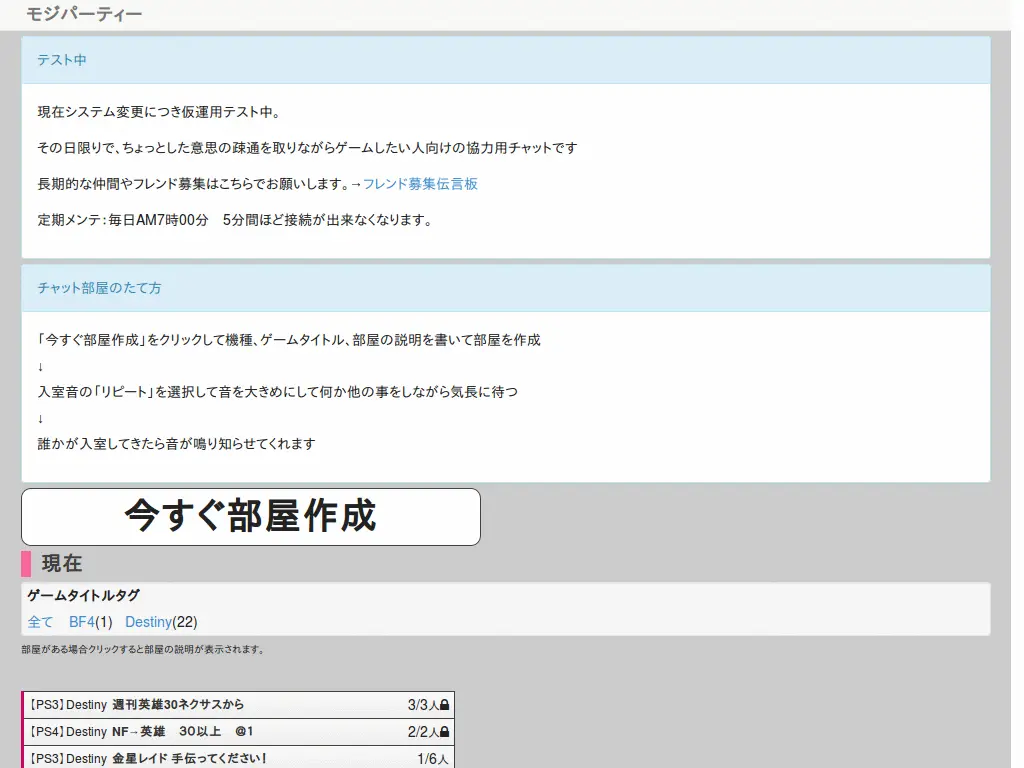 モジパーティー
テスト中
現在システム変更につき仮運用テスト中。
その日限りで、ちょっとした意思の疎通を取りながらゲームしたい人向けの協力用チャットです
長期的な仲間やフレンド募集はこちらでお願いします。→フレンド募集伝言板
定期メンテ：毎日AM7時00分　5分間ほど接続が出来なくなります。
チャット部屋のたて方
「今すぐ部屋作成」をクリックして機種、ゲームタイトル、部屋の説明を書いて部屋を作成
↓
入室音の「リピート」を選択して音を大きめにして何か他の事をしながら気長に待つ
↓
誰かが入室してきたら音が鳴り知らせてくれます
今すぐ部屋作成
現在
ゲームタイトルタグ
全て　BF4(1)　Destiny(22)
部屋がある場合クリックすると部屋の説明が表示されます。
【PS3】Destiny 週刊英雄30ネクサスから 3/3人
【PS4】Destiny NF→英雄　３０以上　＠１ 2/2人
【PS3】Destiny 金星レイド 手伝ってください！ 1/6人